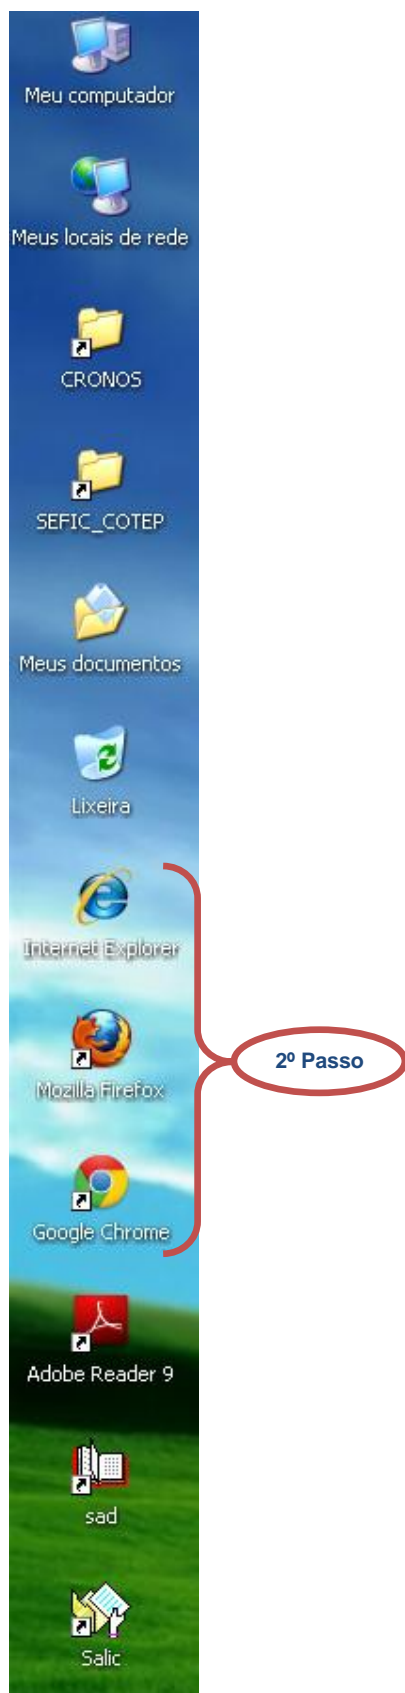 Meu computador
Meus locais de rede
CRONOS
SEFIC_COTEP
Meus documentos
Lixeira
Internet Explorer
Mozilla Firefox
2º Passo
Google Chrome
Adobe Reader 9
sad
Salic